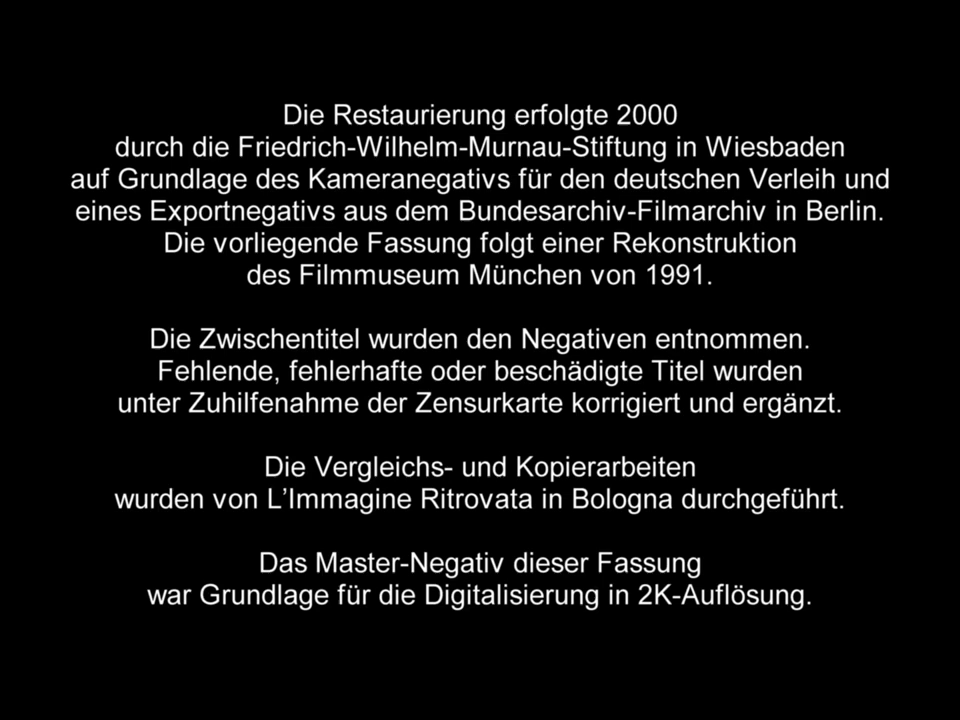 Die Restaurierung erfolgte 2000
durch die Friedrich-Wilhelm-Murnau-Stiftung in Wiesbaden
auf Grundlage des Kameranegativs für den deutschen Verleih und
eines Exportnegativs aus dem Bundesarchiv-Filmarchiv in Berlin.
Die vorliegende Fassung folgt einer Rekonstruktion
des Filmmuseum München von 1991.
Die Zwischentitel wurden den Negativen entnommen.
Fehlende, fehlerhafte oder beschädigte Titel wurden
unter Zuhilfenahme der Zensurkarte korrigiert und ergänzt.
Die Vergleichs- und Kopierarbeiten
wurden von L’Immagine Ritrovata in Bologna durchgeführt.
Das Master-Negativ dieser Fassung
war Grundlage für die Digitalisierung in 2K-Auflösung.